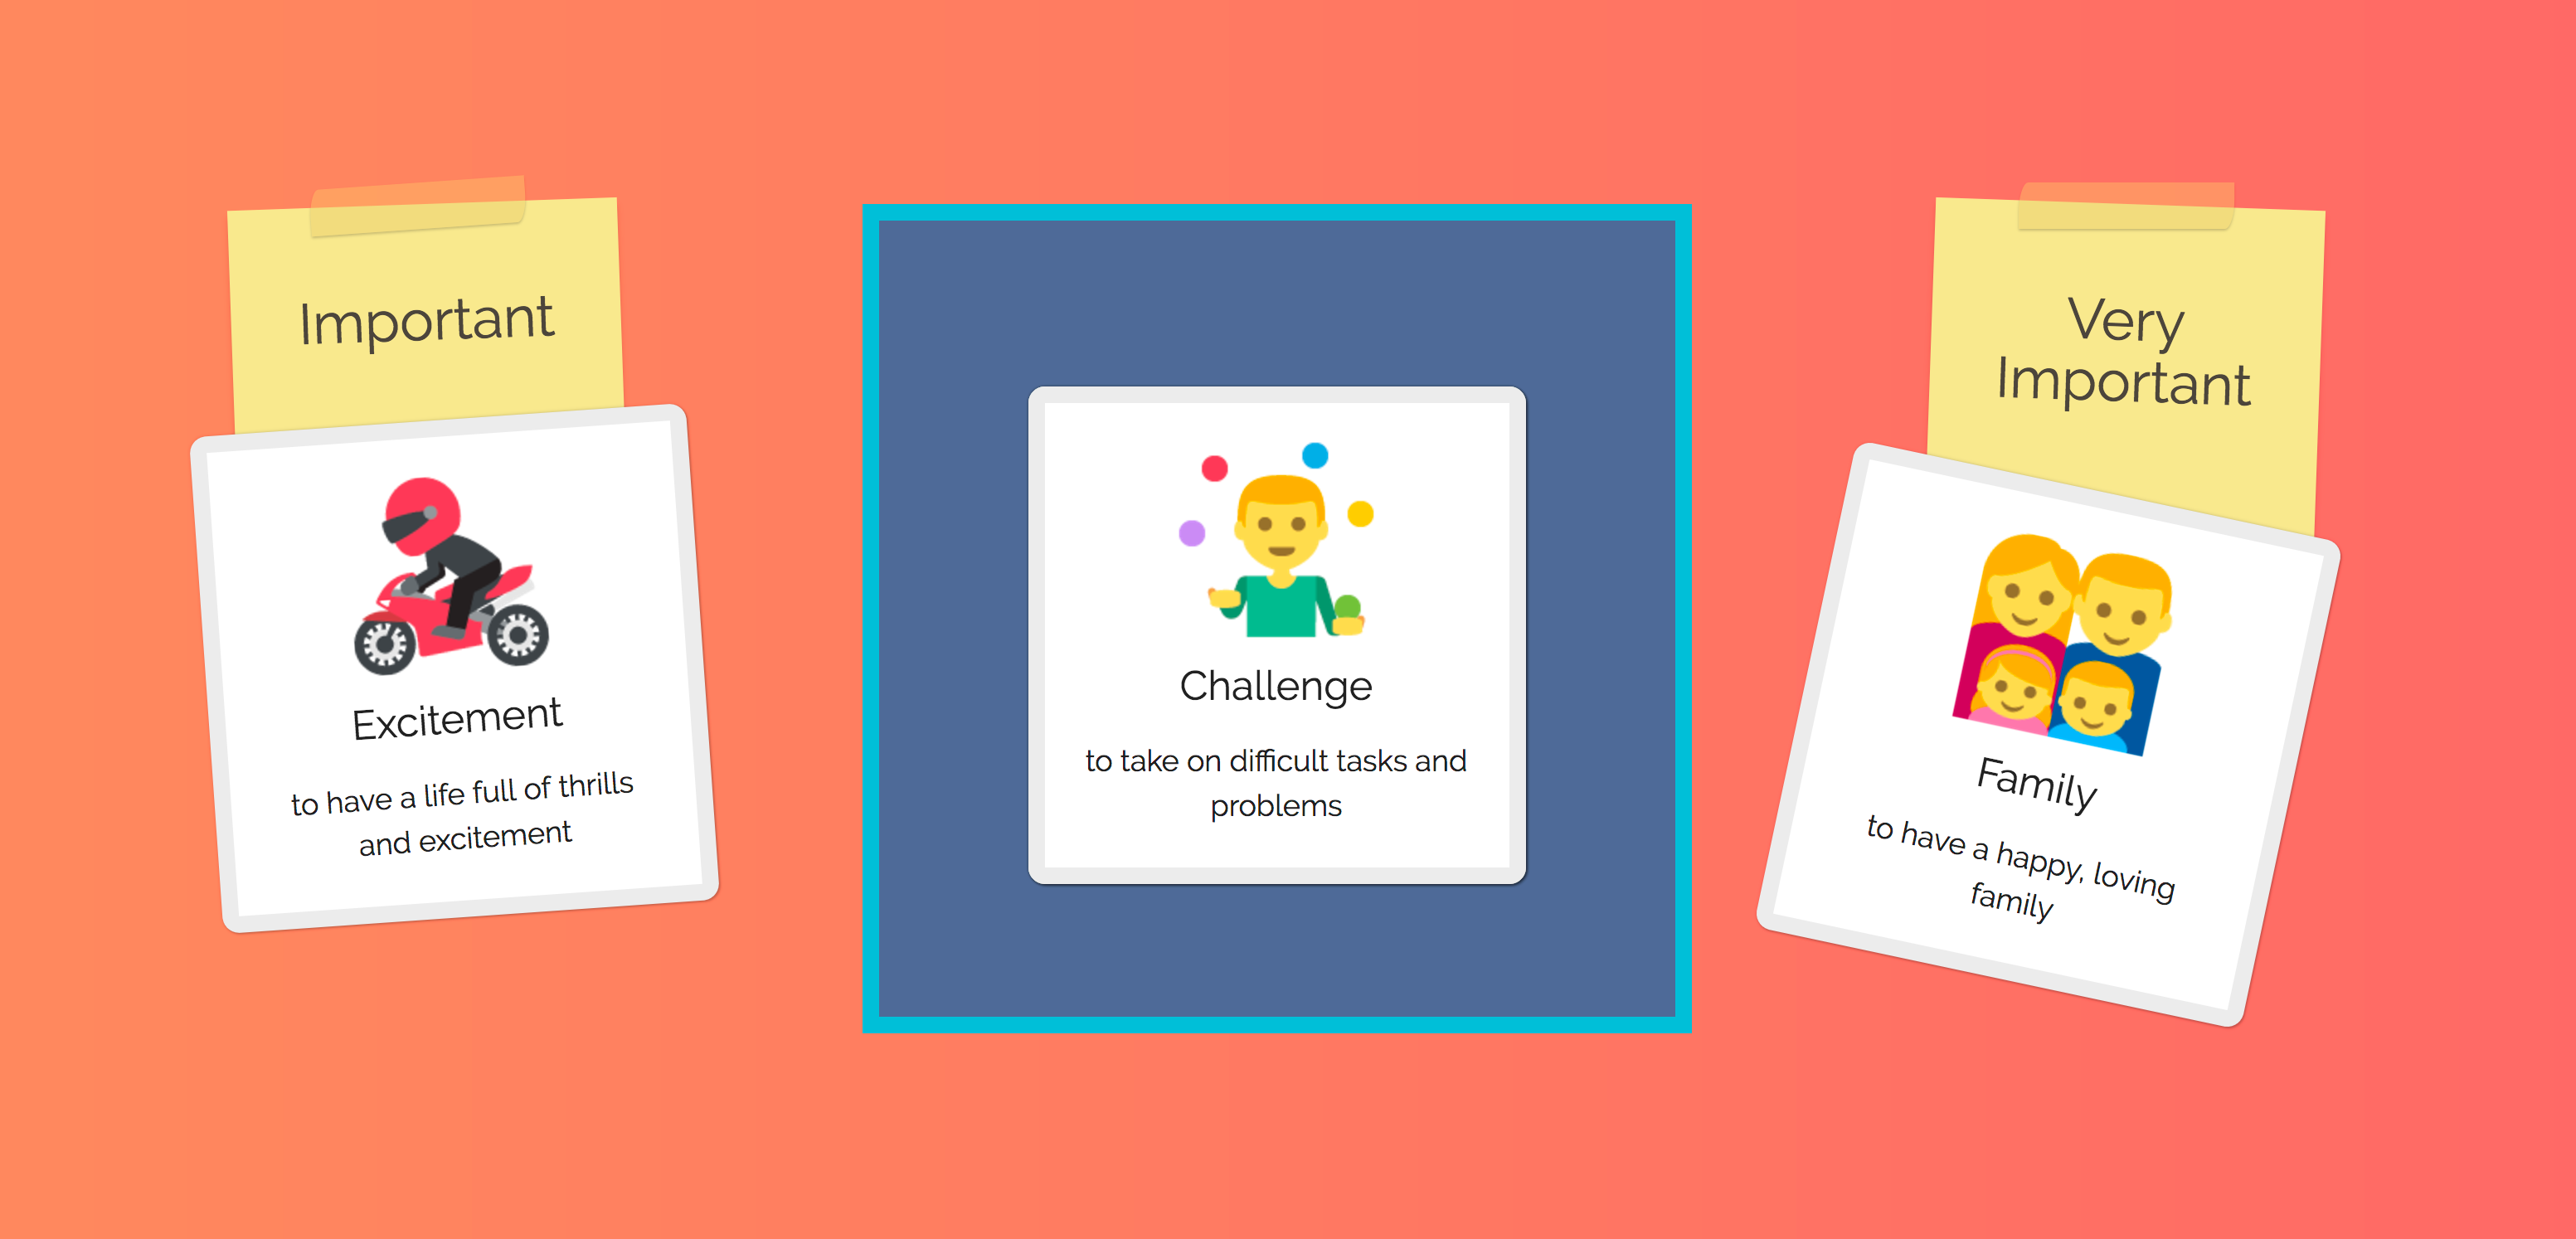 Important
Excitement
to have a life full of thrills
and excitement
Challenge
to take on difficult tasks and
problems
Very
Important
Family
to have a happy, loving
family